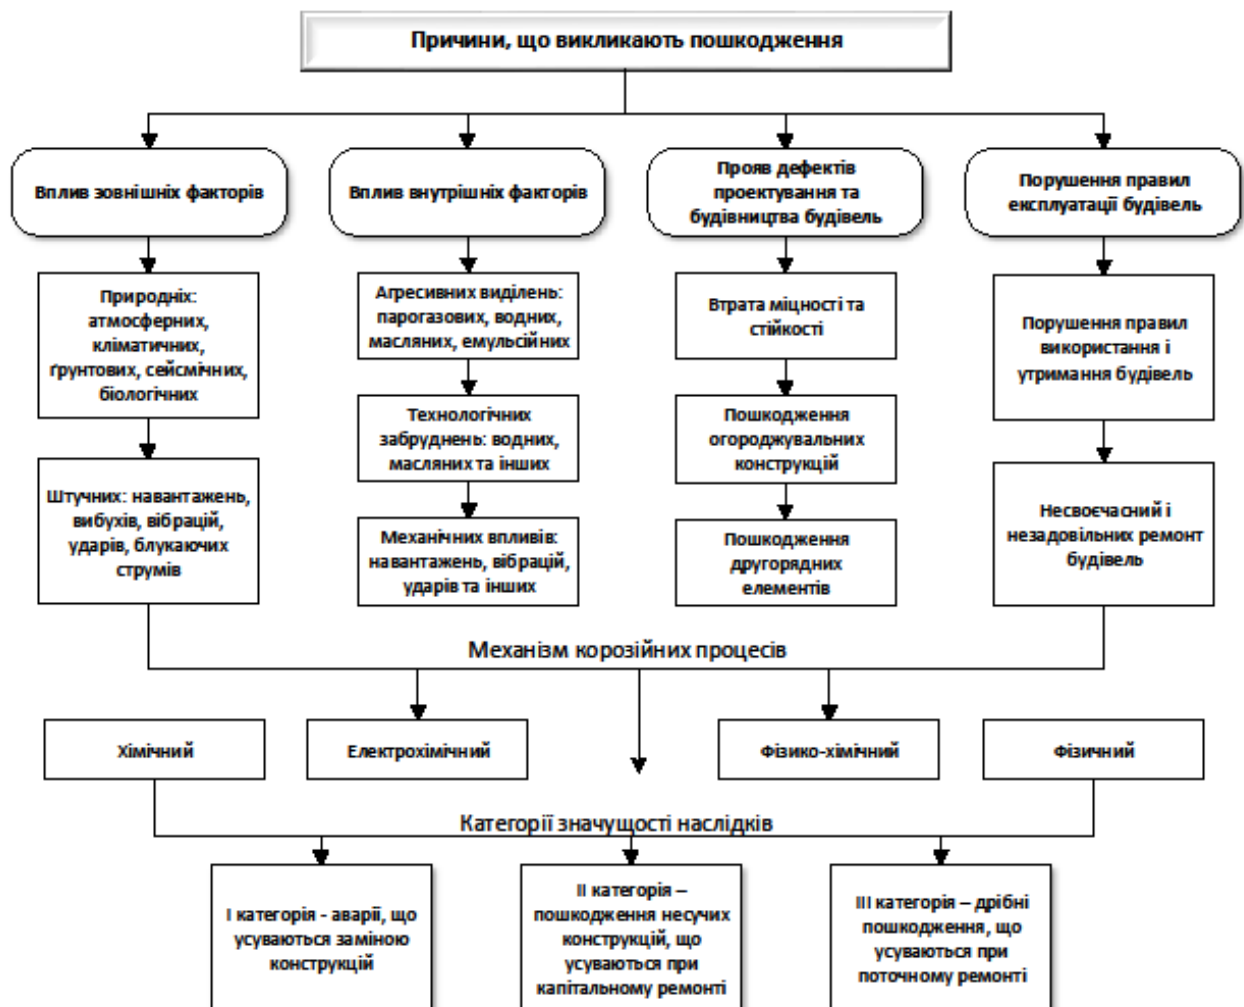 Причини, що викликають пошкодження
Вплив зовнішніх факторів
Вплив внутрішніх факторів
Прояв дефектів
проектування та
будівництва будівель
Порушення правил
експлуатації будівель
Природніх:
атмосферних,
кліматичних,
ґрунтових, сейсмічних,
біологічних
Агресивних виділень:
парогазових, водних,
масляних, емульсійних
Втрата міцності та
стійкості
Порушення правил
використання і
утримання будівель
Технологічних
забруднень: водних,
масляних та інших
Пошкодження
огороджувальних
конструкцій
Штучних: навантажень,
вибухів, вібрацій,
ударів, блукаючих
струмів
Механічних впливів:
навантажень, вібрацій,
ударів та інших
Пошкодження
другорядних
елементів
Несвоєчасний і
незадовільних ремонт
будівель
Механізм корозійних процесів
Хімічний
Електрохімічний
Фізико-хімічний
Фізичний
Категорії значущості наслідків
І категорія - аварії, що
усуваються заміною
конструкцій
ІІ категорія –
пошкодження несучих
конструкцій, що
усуваються при
капітальному ремонті
ІІІ категорія – дрібні
пошкодження, що
усуваються при
поточному ремонті